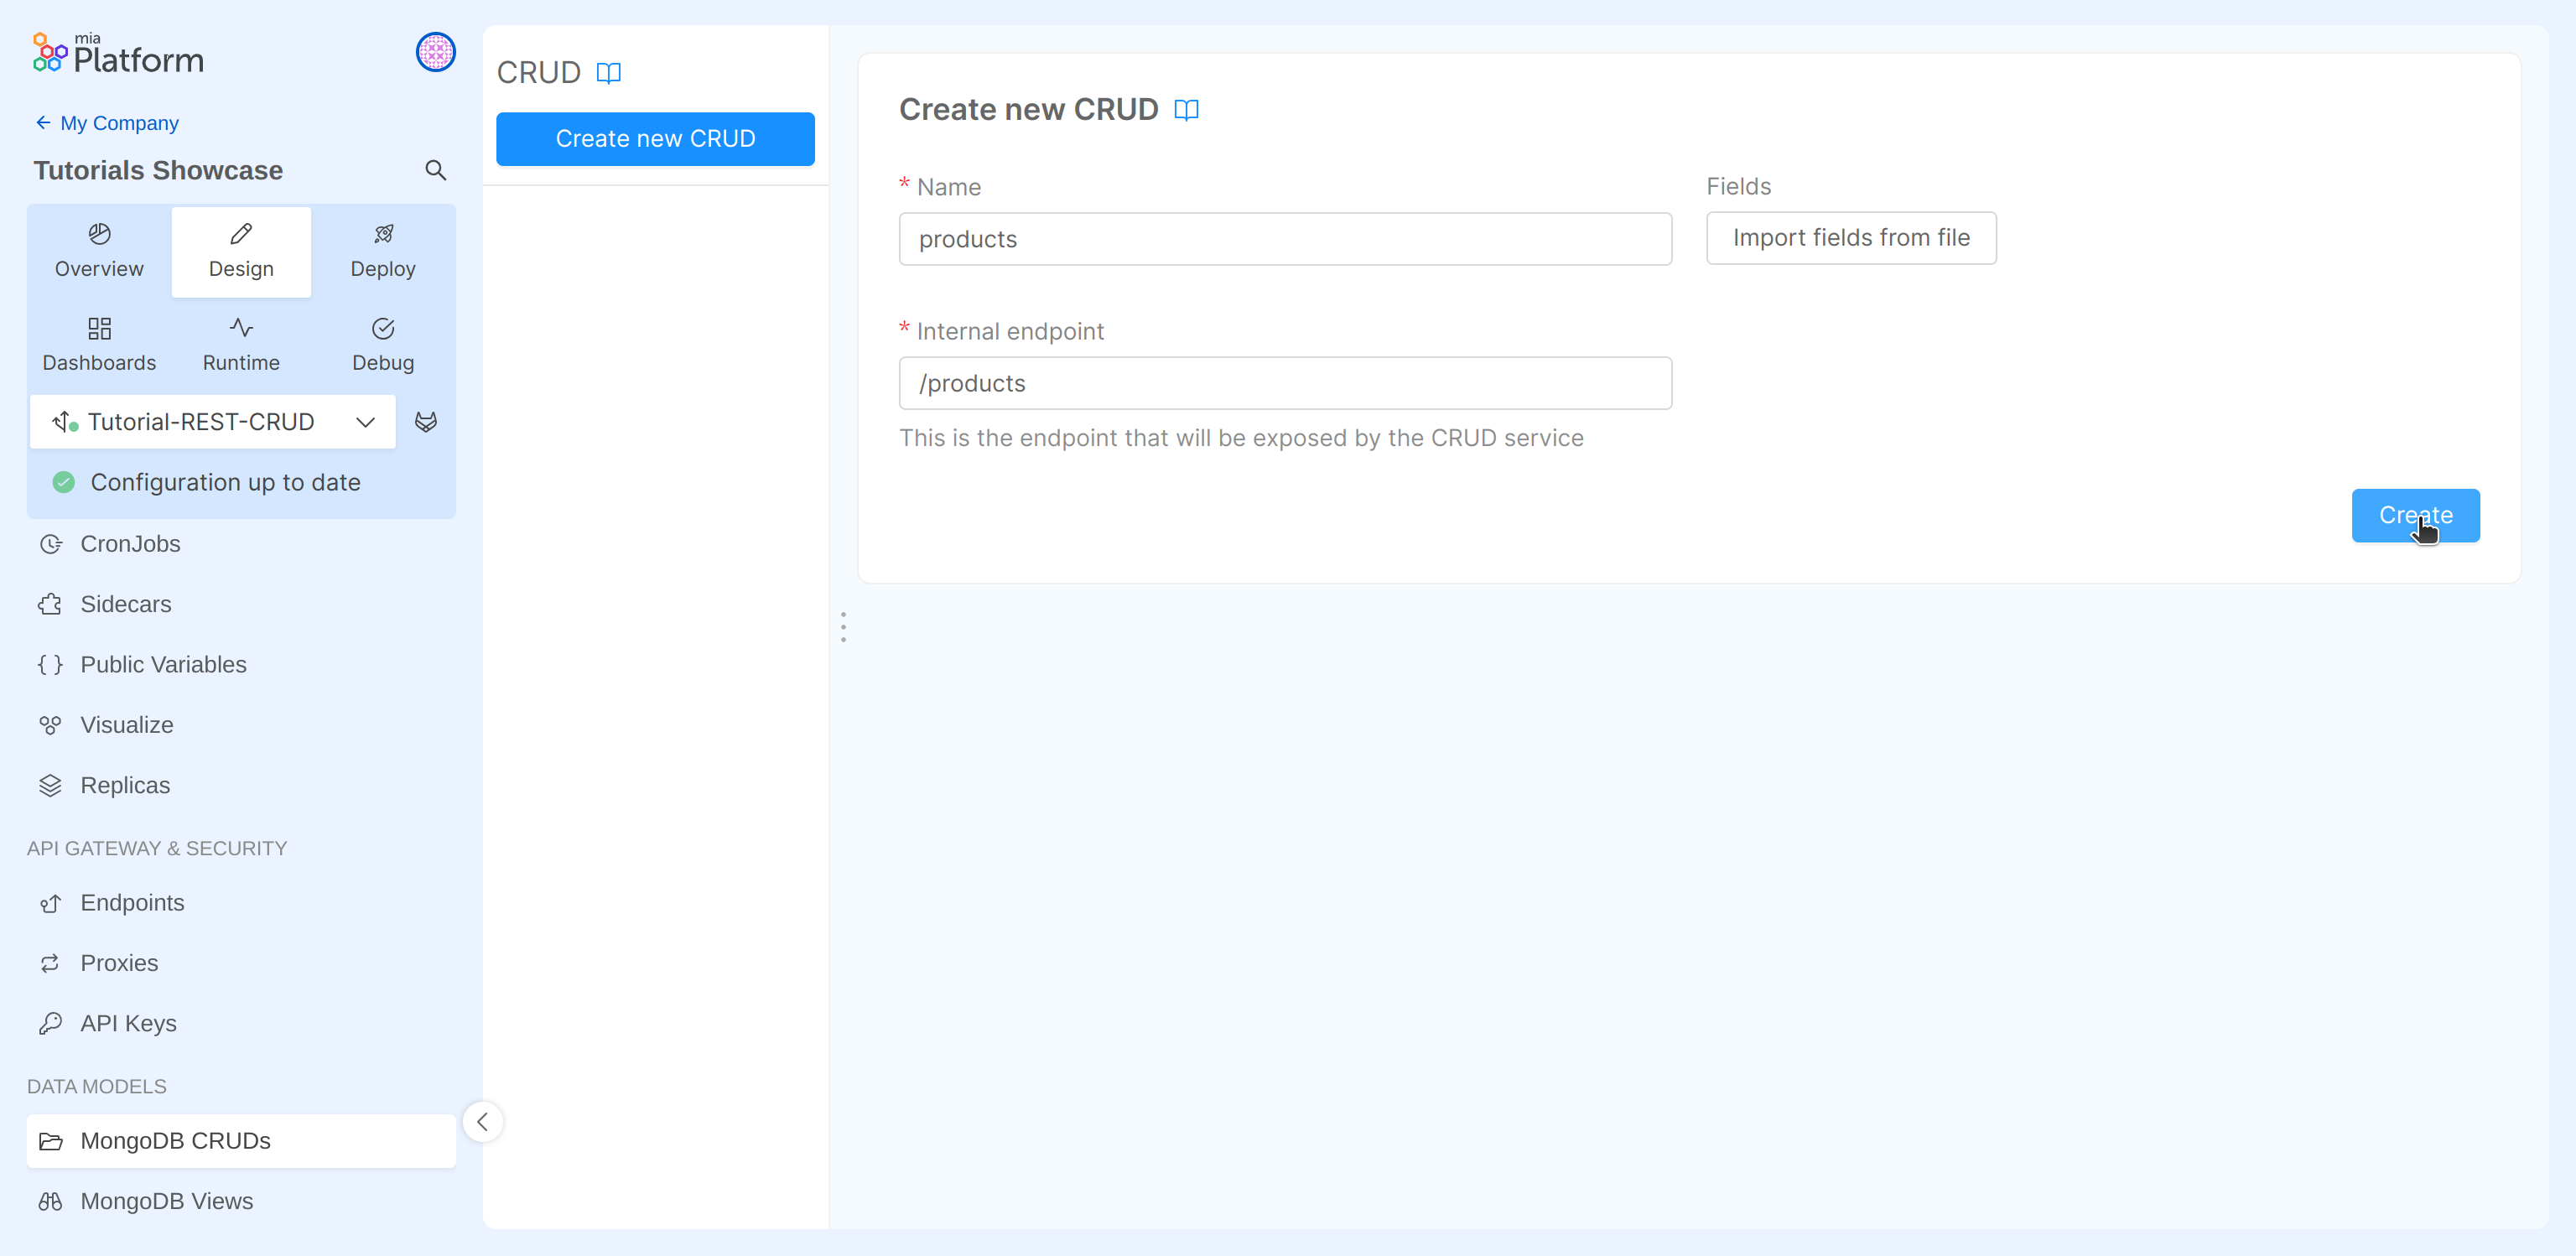 mia
Platform
My Company
Tutorials Showcase
Overview
Design
Deploy
Dashboards
Runtime
Debug
Tutorial-REST-CRUD
Configuration up to date
CronJobs
Sidecars
Public Variables
Visualize
Replicas
API GATEWAY & SECURITY
Endpoints
Proxies
API Keys
DATA MODELS
MongoDB CRUDs
MongoDB Views
CRUD
Create new CRUD
Create new CRUD
* Name
products
Fields
Import fields from file
* Internal endpoint
/products
This is the endpoint that will be exposed by the CRUD service
Create